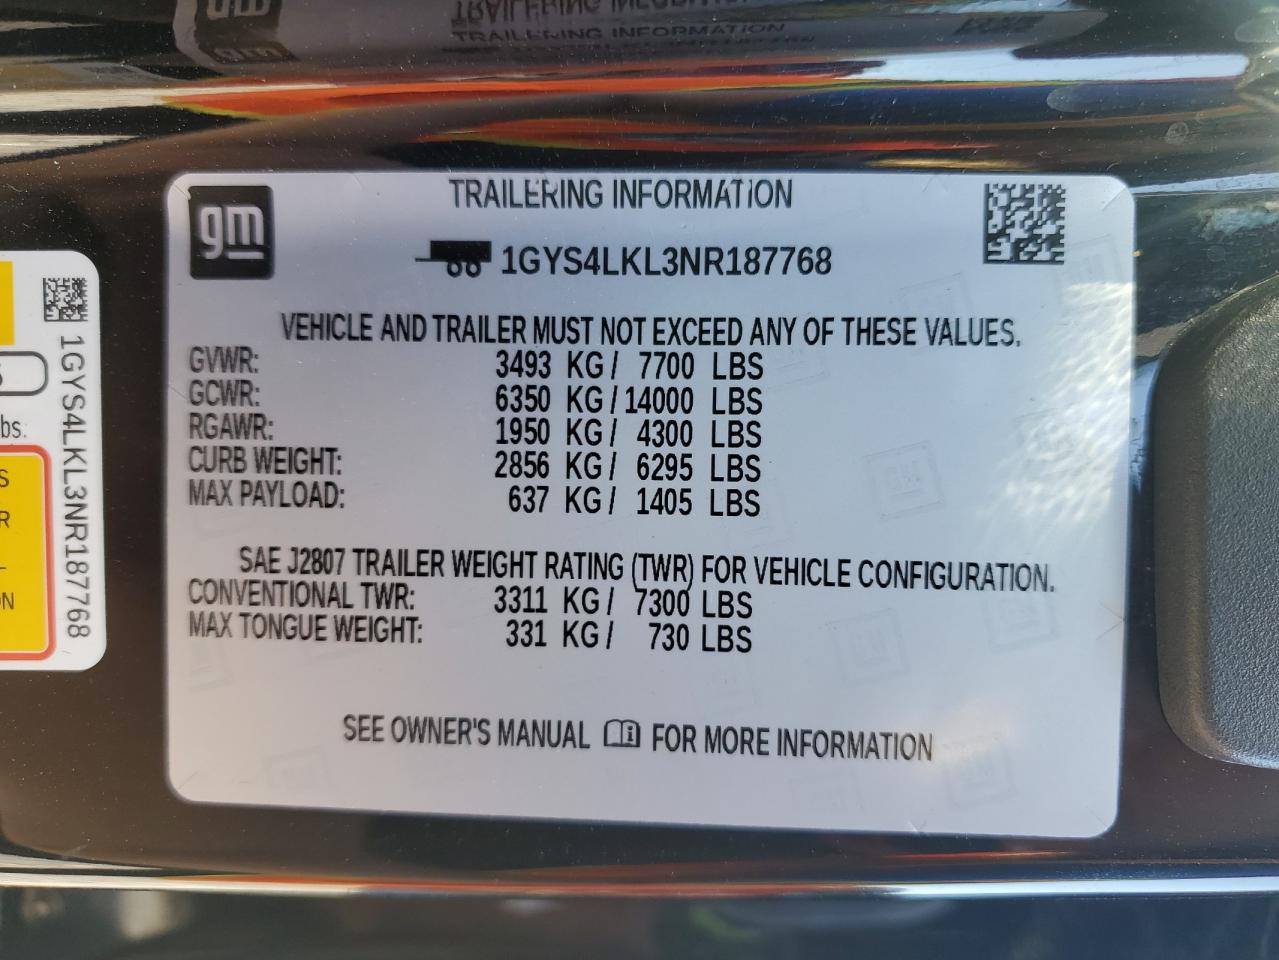 gm
TRAILERING INFORMATION
1GYS4LKL3NR187768
VEHICLE AND TRAILER MUST NOT EXCEED ANY OF THESE VALUES.
GVWR: 3493 KG / 7700 LBS
GCWR: 6350 KG / 14000 LBS
RGAWR: 1950 KG / 4300 LBS
CURB WEIGHT: 2856 KG / 6295 LBS
MAX PAYLOAD: 637 KG / 1405 LBS
SAE J2807 TRAILER WEIGHT RATING (TWR) FOR VEHICLE CONFIGURATION.
CONVENTIONAL TWR: 3311 KG / 7300 LBS
MAX TONGUE WEIGHT: 331 KG / 730 LBS
SEE OWNER'S MANUAL FOR MORE INFORMATION
1GYS4LKL3NR187768
bs.